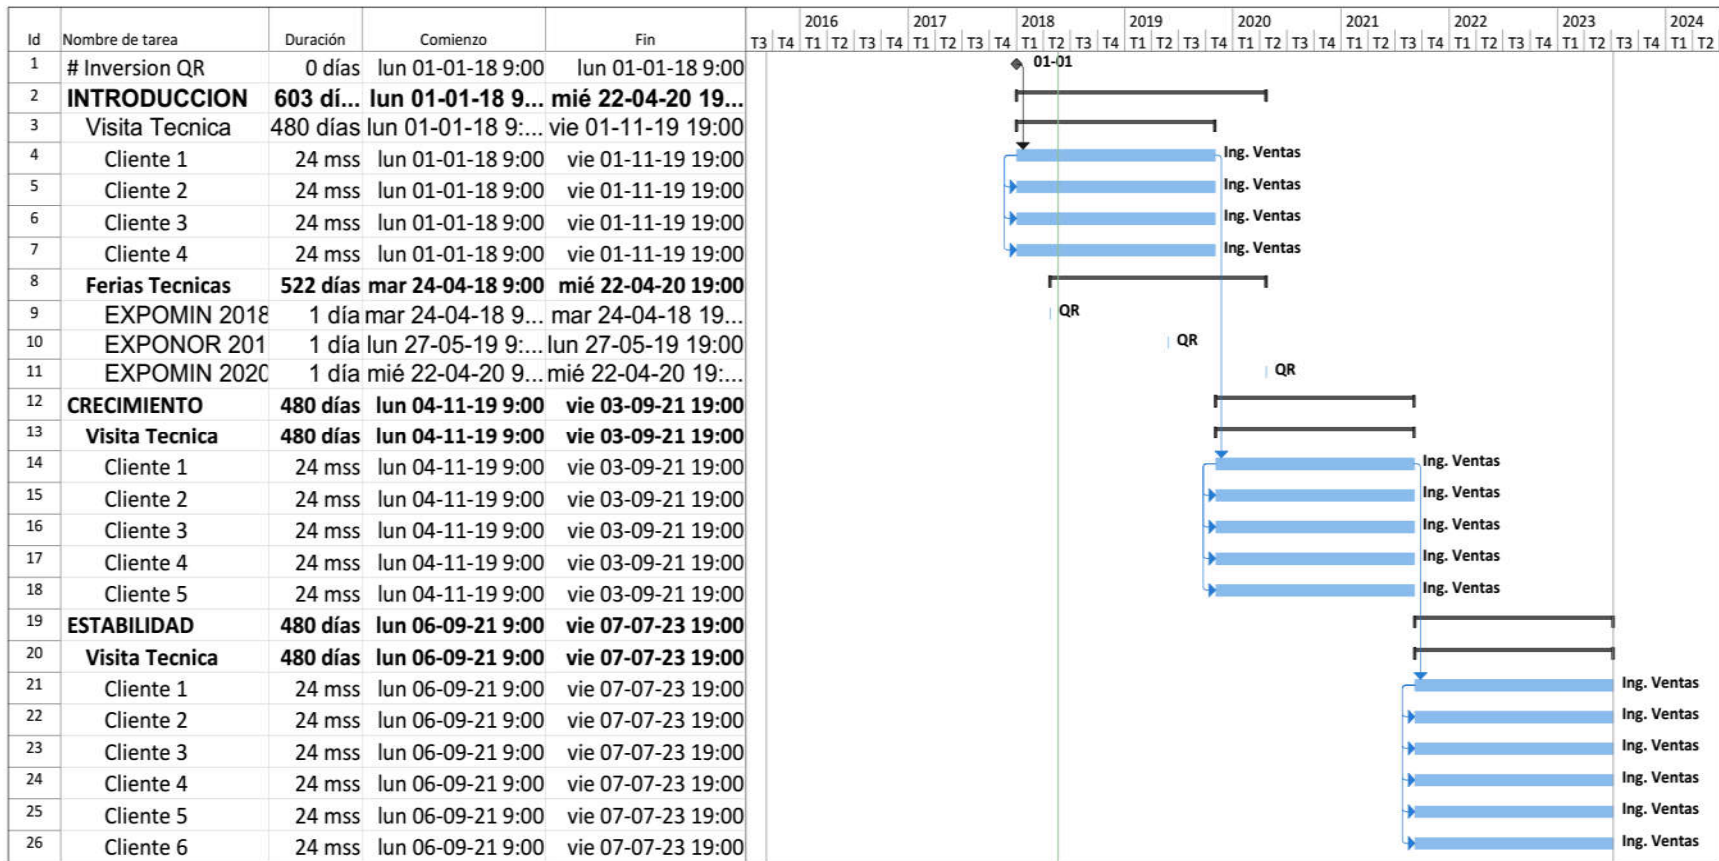 2016 2017 2018 2019 2020 2021 2022 2023 2024
Id Nombre de tarea Duración Comienzo Fin T3 T4 T1 T2 T3 T4 T1 T2 T3 T4 T1 T2 T3 T4 T1 T2 T3 T4 T1 T2 T3 T4 T1 T2 T3 T4 T1 T2 T3 T4 T1 T2 T3 T4 T1 T2
1 # Inversion QR 0 días lun 01-01-18 9:00 lun 01-01-18 9:00 01-01
2 INTRODUCCION 603 dí... lun 01-01-18 9... mié 22-04-20 19...
3 Visita Tecnica 480 días lun 01-01-18 9:... vie 01-11-19 19:00
4 Cliente 1 24 mss lun 01-01-18 9:00 vie 01-11-19 19:00 Ing. Ventas
5 Cliente 2 24 mss lun 01-01-18 9:00 vie 01-11-19 19:00 Ing. Ventas
6 Cliente 3 24 mss lun 01-01-18 9:00 vie 01-11-19 19:00 Ing. Ventas
7 Cliente 4 24 mss lun 01-01-18 9:00 vie 01-11-19 19:00 Ing. Ventas
8 Ferias Tecnicas 522 días mar 24-04-18 9:00 mié 22-04-20 19:00
9 EXPOMIN 2018 1 día mar 24-04-18 9... mar 24-04-18 19... QR
10 EXPONOR 201 1 día lun 27-05-19 9:... lun 27-05-19 19:00 QR
11 EXPOMIN 2020 1 día mié 22-04-20 9... mié 22-04-20 19:... QR
12 CRECIMIENTO 480 días lun 04-11-19 9:00 vie 03-09-21 19:00
13 Visita Tecnica 480 días lun 04-11-19 9:00 vie 03-09-21 19:00
14 Cliente 1 24 mss lun 04-11-19 9:00 vie 03-09-21 19:00 Ing. Ventas
15 Cliente 2 24 mss lun 04-11-19 9:00 vie 03-09-21 19:00 Ing. Ventas
16 Cliente 3 24 mss lun 04-11-19 9:00 vie 03-09-21 19:00 Ing. Ventas
17 Cliente 4 24 mss lun 04-11-19 9:00 vie 03-09-21 19:00 Ing. Ventas
18 Cliente 5 24 mss lun 04-11-19 9:00 vie 03-09-21 19:00 Ing. Ventas
19 ESTABILIDAD 480 días lun 06-09-21 9:00 vie 07-07-23 19:00
20 Visita Tecnica 480 días lun 06-09-21 9:00 vie 07-07-23 19:00
21 Cliente 1 24 mss lun 06-09-21 9:00 vie 07-07-23 19:00 Ing. Ventas
22 Cliente 2 24 mss lun 06-09-21 9:00 vie 07-07-23 19:00 Ing. Ventas
23 Cliente 3 24 mss lun 06-09-21 9:00 vie 07-07-23 19:00 Ing. Ventas
24 Cliente 4 24 mss lun 06-09-21 9:00 vie 07-07-23 19:00 Ing. Ventas
25 Cliente 5 24 mss lun 06-09-21 9:00 vie 07-07-23 19:00 Ing. Ventas
26 Cliente 6 24 mss lun 06-09-21 9:00 vie 07-07-23 19:00 Ing. Ventas